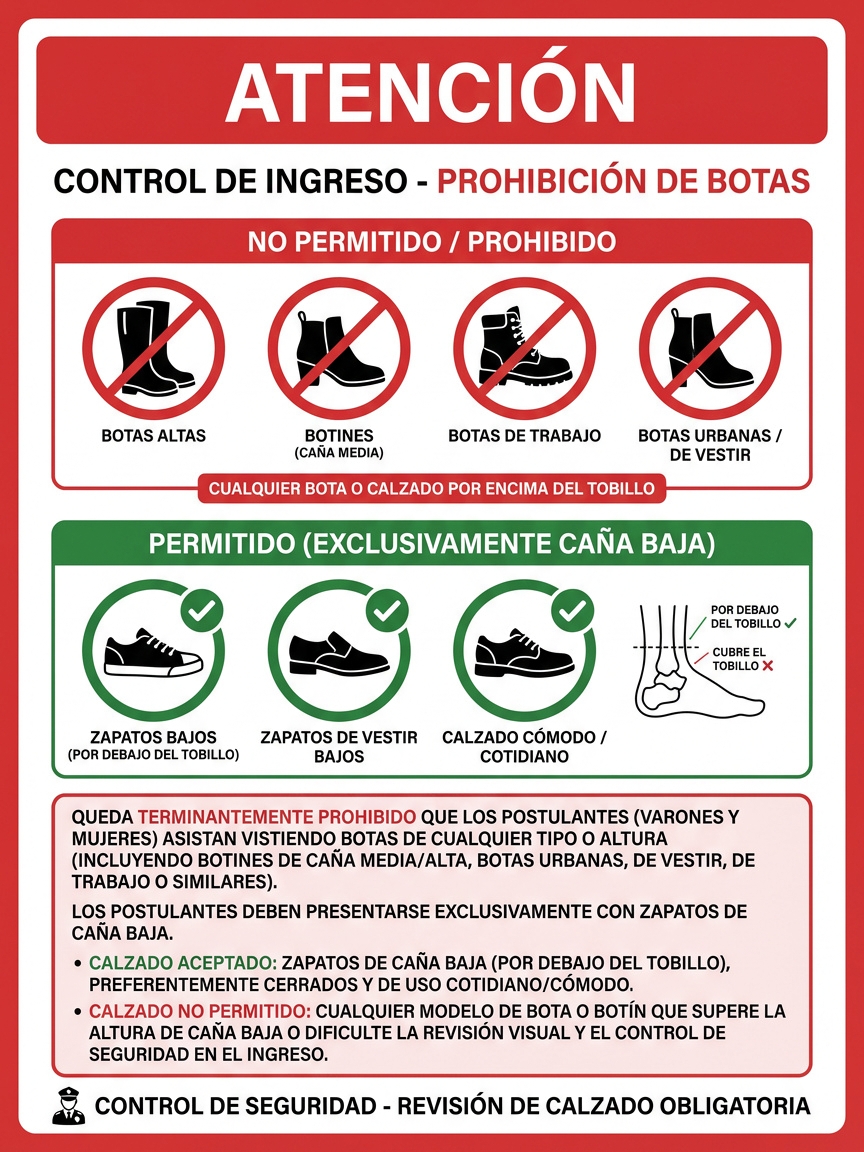 ATENCIÓN
CONTROL DE INGRESO - PROHIBICIÓN DE BOTAS
NO PERMITIDO / PROHIBIDO
BOTAS ALTAS
BOTINES
(CAÑA MEDIA)
BOTAS DE TRABAJO
BOTAS URBANAS /
DE VESTIR
CUALQUIER BOTA O CALZADO POR ENCIMA DEL TOBILLO
PERMITIDO (EXCLUSIVAMENTE CAÑA BAJA)
ZAPATOS BAJOS
(POR DEBAJO DEL TOBILLO)
ZAPATOS DE VESTIR
BAJOS
CALZADO CÓMODO /
COTIDIANO
POR DEBAJO
DEL TOBILLO ✓
CUBRE EL
TOBILLO ✗
QUEDA TERMINANTEMENTE PROHIBIDO QUE LOS POSTULANTES (VARONES Y
MUJERES) ASISTAN VISTIENDO BOTAS DE CUALQUIER TIPO O ALTURA
(INCLUYENDO BOTINES DE CAÑA MEDIA/ALTA, BOTAS URBANAS, DE VESTIR, DE
TRABAJO O SIMILARES).
LOS POSTULANTES DEBEN PRESENTARSE EXCLUSIVAMENTE CON ZAPATOS DE
CAÑA BAJA.
• CALZADO ACEPTADO: ZAPATOS DE CAÑA BAJA (POR DEBAJO DEL TOBILLO),
PREFERENTEMENTE CERRADOS Y DE USO COTIDIANO/CÓMODO.
• CALZADO NO PERMITIDO: CUALQUIER MODELO DE BOTA O BOTÍN QUE SUPERE LA
ALTURA DE CAÑA BAJA O DIFICULTE LA REVISIÓN VISUAL Y EL CONTROL DE
SEGURIDAD EN EL INGRESO.
CONTROL DE SEGURIDAD - REVISIÓN DE CALZADO OBLIGATORIA